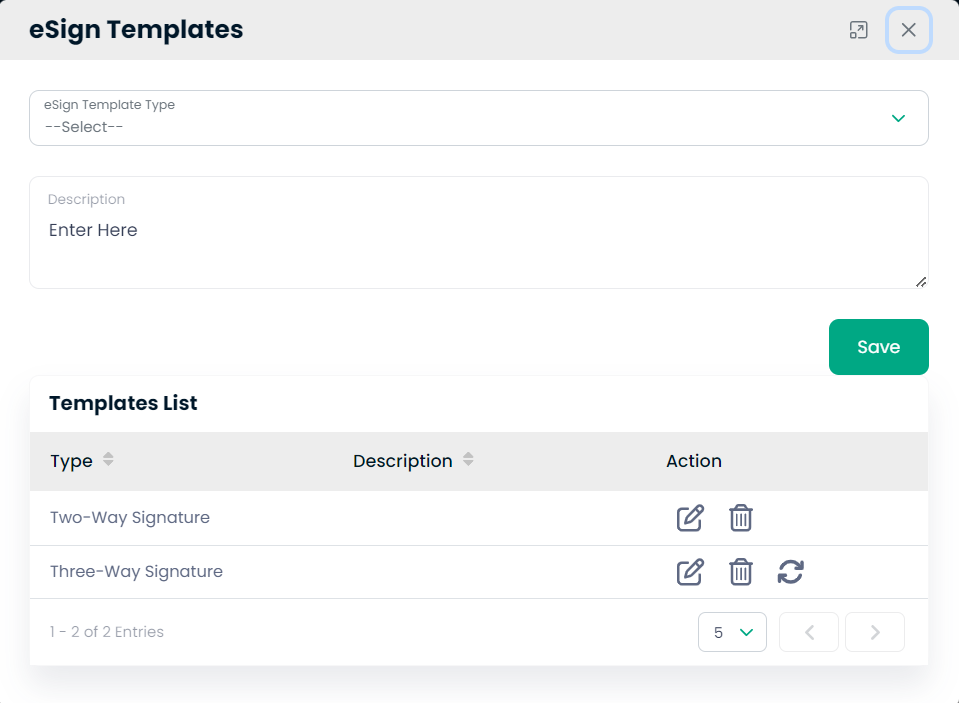 eSign Templates
eSign Template Type
--Select--
Description
Enter Here
Save
Templates List
Type Description Action
Two-Way Signature
Three-Way Signature
1 - 2 of 2 Entries 5